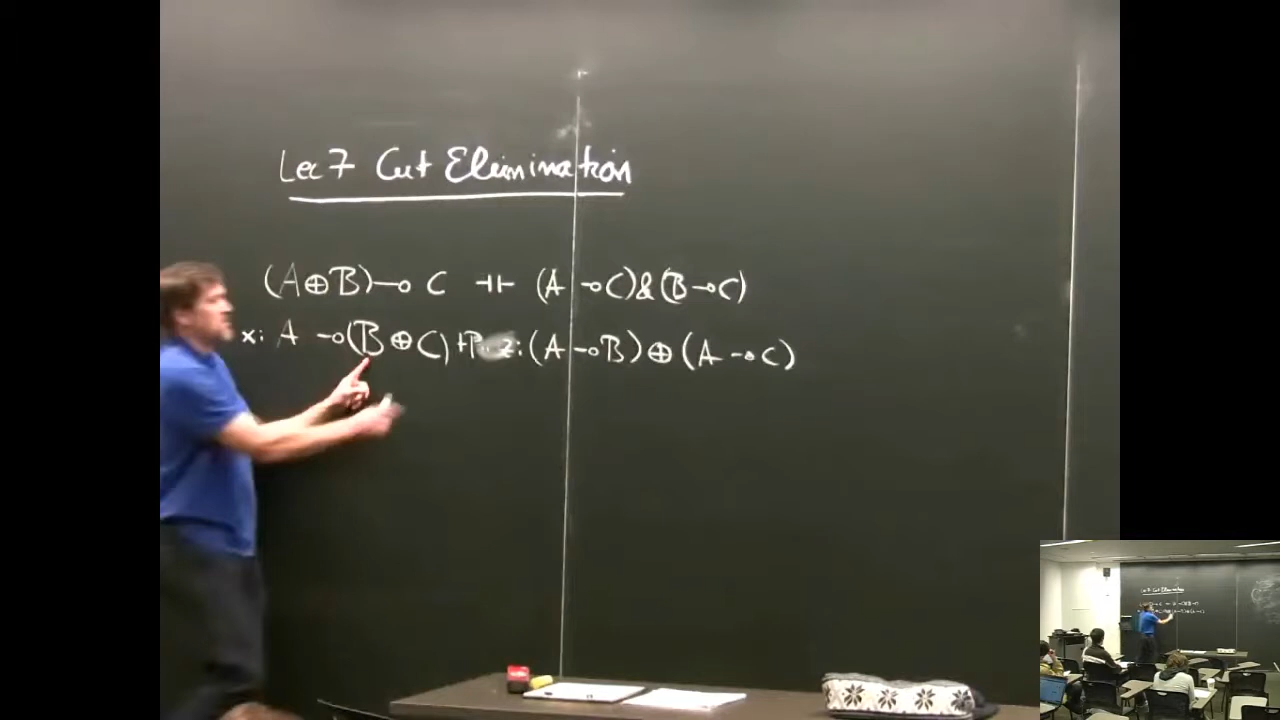 Lec 7 Cut Elimination
(A ⊕ B) ⊸ C ⊣⊢ (A ⊸ C) & (B ⊸ C)
x: A ⊸ (B ⊕ C) ⊢ P :: z: (A ⊸ B) ⊕ (A ⊸ C)